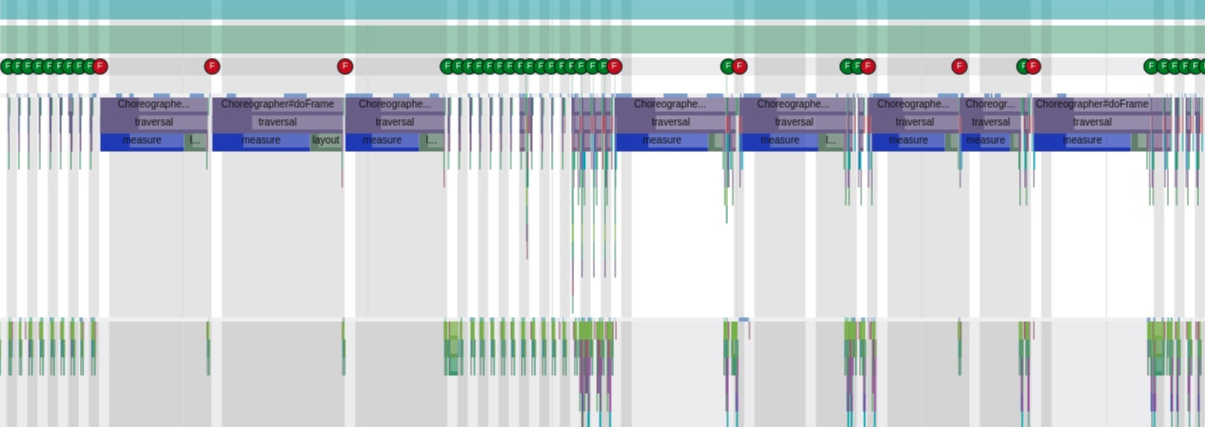 F F F F F F F F F F F F F F F F F F F F F F F F F F F F F F F F F F F F F F F F F F F
Choreographe... Choreographer#doFrame Choreographe... Choreographe... Choreographe... Choreographe... Choreogr... Choreographer#doFrame
traversal traversal traversal traversal traversal traversal traversal traversal
measure l... measure layout measure l... measure measure l... measure measure measure